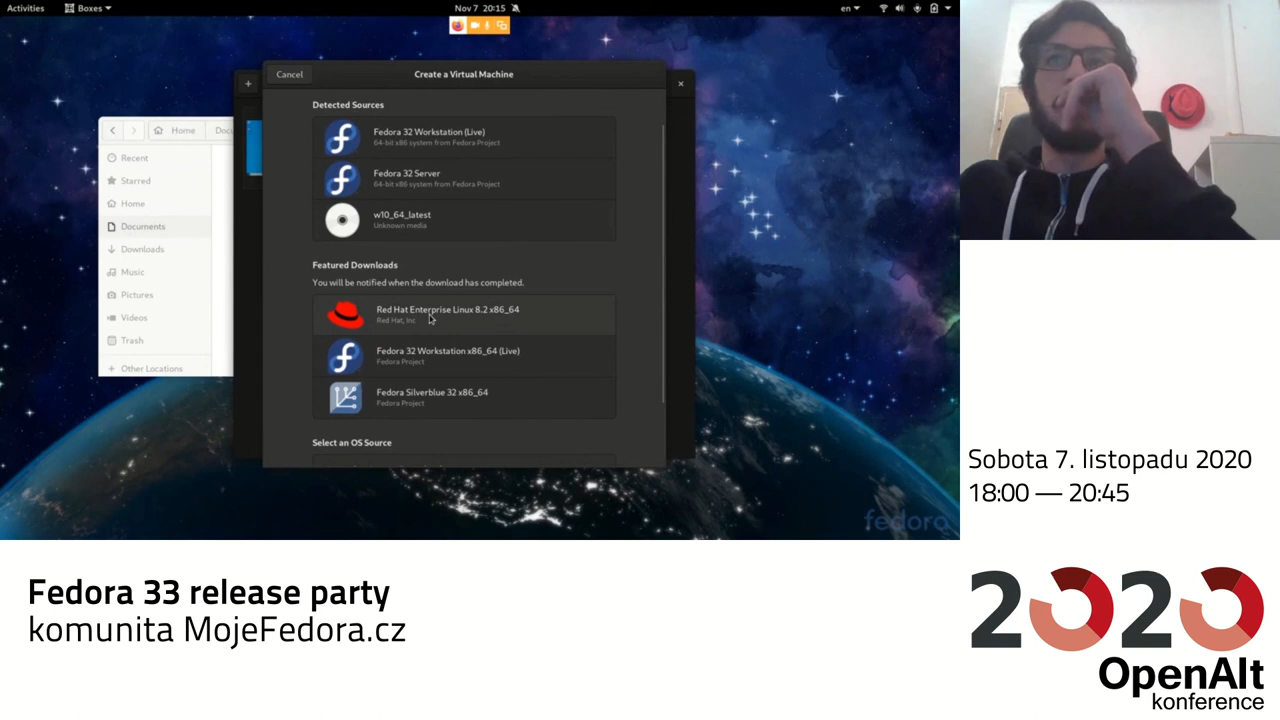 Activities
Boxes
Nov 7 20:15
en
Cancel
Create a Virtual Machine
Detected Sources
Fedora 32 Workstation (Live)
64-bit x86 system from Fedora Project
Fedora 32 Server
64-bit x86 system from Fedora Project
w10_64_latest
Unknown media
Featured Downloads
You will be notified when the download has completed.
Red Hat Enterprise Linux 8.2 x86_64
Red Hat, Inc
Fedora 32 Workstation x86_64 (Live)
Fedora Project
Fedora Silverblue 32 x86_64
Fedora Project
Select an OS Source
Home
Docu
Recent
Starred
Home
Documents
Downloads
Music
Pictures
Videos
Trash
Other Locations
fedora
Sobota 7. listopadu 2020
18:00 — 20:45
Fedora 33 release party
komunita MojeFedora.cz
2020
OpenAlt
konference